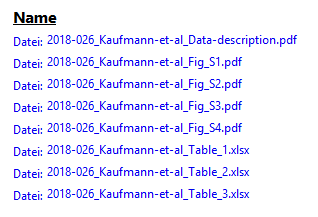 Name
Datei: 2018-026_Kaufmann-et-al_Data-description.pdf
Datei: 2018-026_Kaufmann-et-al_Fig_S1.pdf
Datei: 2018-026_Kaufmann-et-al_Fig_S2.pdf
Datei: 2018-026_Kaufmann-et-al_Fig_S3.pdf
Datei: 2018-026_Kaufmann-et-al_Fig_S4.pdf
Datei: 2018-026_Kaufmann-et-al_Table_1.xlsx
Datei: 2018-026_Kaufmann-et-al_Table_2.xlsx
Datei: 2018-026_Kaufmann-et-al_Table_3.xlsx